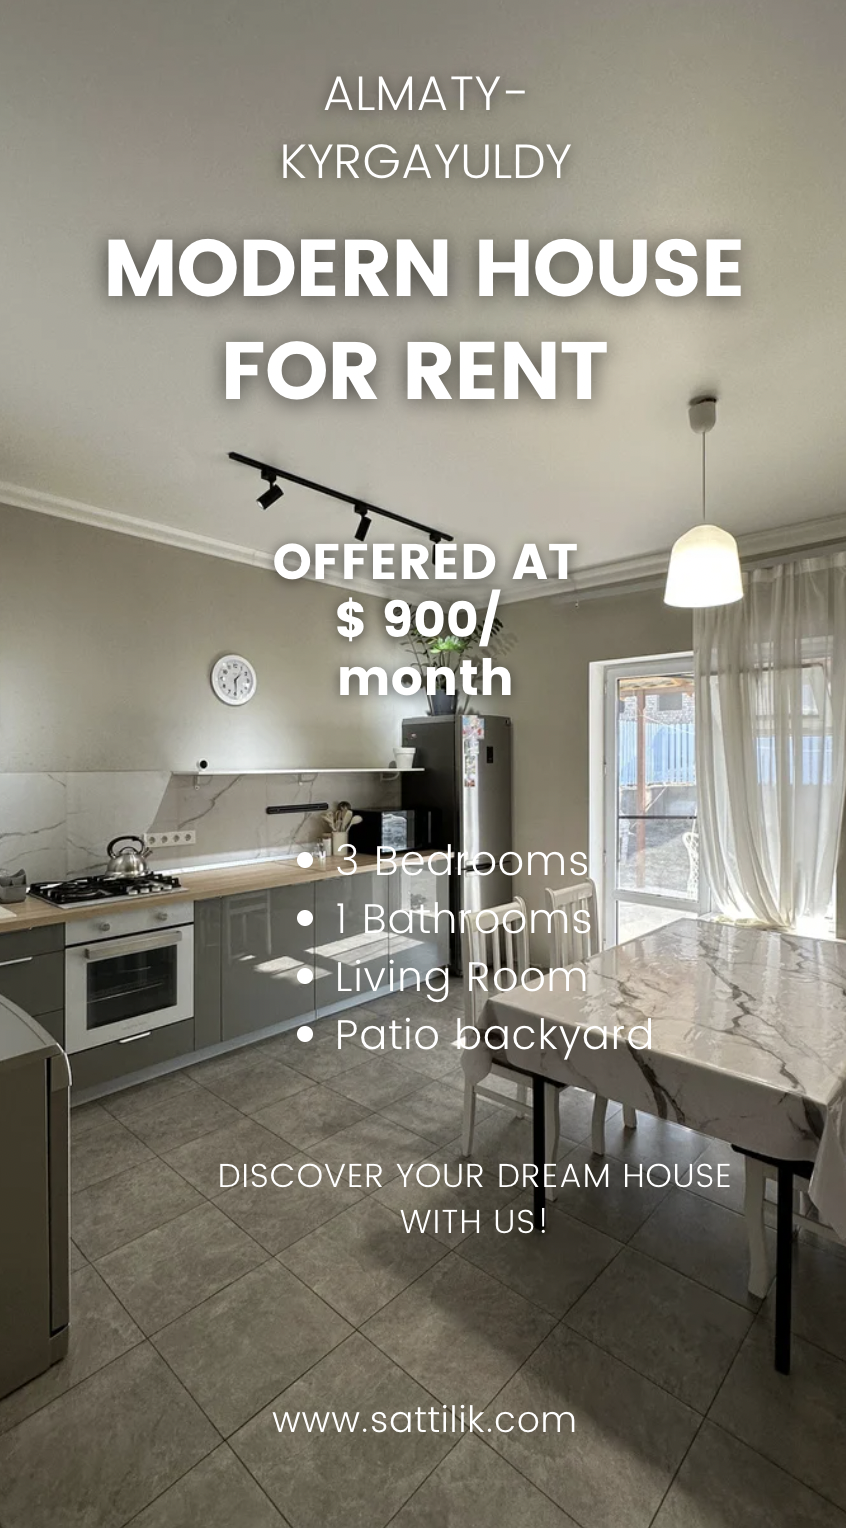 ALMATY-
KYRGAYULDY
MODERN HOUSE
FOR RENT
OFFERED AT
$ 900/
month
• 3 Bedrooms
• 1 Bathrooms
• Living Room
• Patio backyard
DISCOVER YOUR DREAM HOUSE
WITH US!
www.sattilik.com